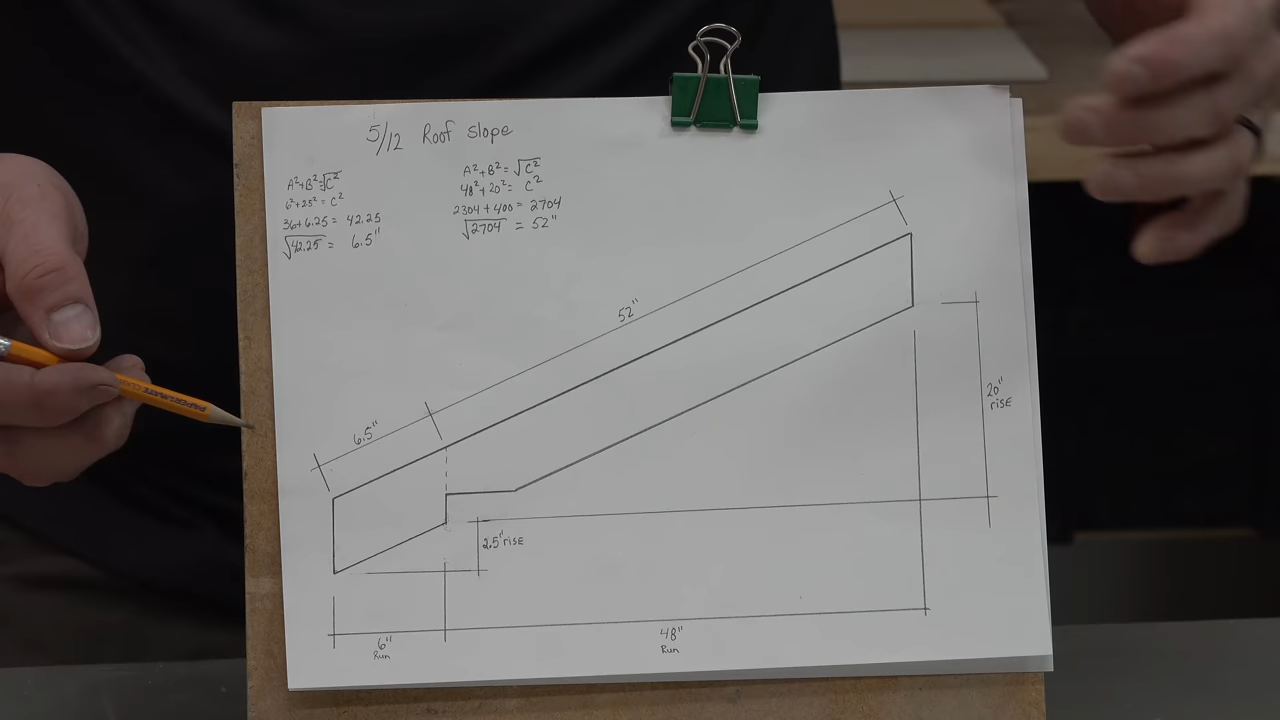 5/12 Roof slope
A²+B²=√C²
6²+25²= C²
36+6.25= 42.25
√42.25 = 6.5"
A²+B²= √C²
48²+20²= C²
2304+400= 2704
√2704 = 52"
52"
6.5"
20"
rise
2.5" rise
6"
Run
48"
Run
PAPERMATE